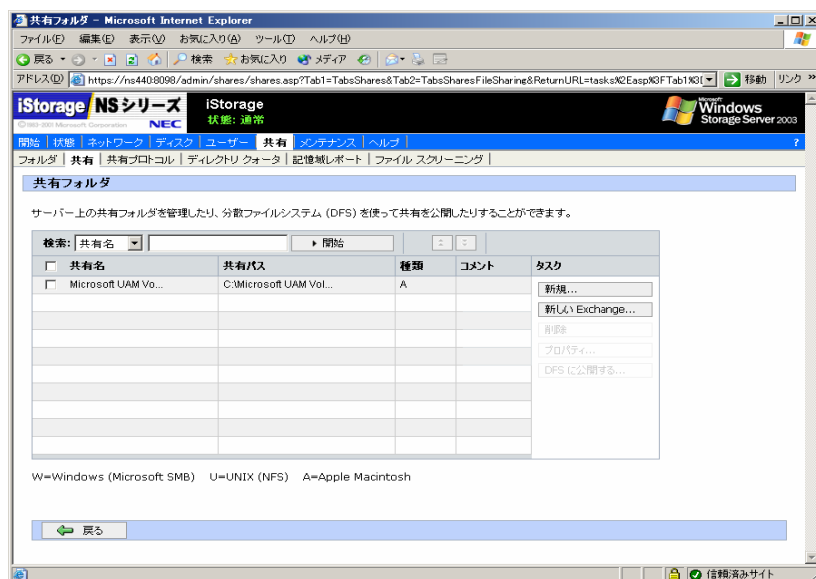 共有フォルダ - Microsoft Internet Explorer
ファイル(F) 編集(E) 表示(V) お気に入り(A) ツール(T) ヘルプ(H)
戻る 検索 お気に入り メディア
アドレス(D) https://ns440:8098/admin/shares/shares.asp?Tab1=TabsShares&Tab2=TabsSharesFileSharing&ReturnURL=tasks%2Easp%3FTab1%3D 移動 リンク »
iStorage NSシリーズ iStorage Microsoft Windows Storage Server 2003
©1983-2003 Microsoft Corporation NEC 状態: 通常
開始 | 状態 | ネットワーク | ディスク | ユーザー | 共有 | メンテナンス | ヘルプ | ?
フォルダ | 共有 | 共有プロトコル | ディレクトリ クォータ | 記憶域レポート | ファイル スクリーニング |
共有フォルダ
サーバー上の共有フォルダを管理したり、分散ファイルシステム (DFS) を使って共有を公開したりすることができます。
検索: 共有名 開始
共有名 共有パス 種類 コメント タスク
Microsoft UAM Vo... C:\Microsoft UAM Vol... A
新規...
新しい Exchange...
削除
プロパティ...
DFS に公開する...
W=Windows (Microsoft SMB) U=UNIX (NFS) A=Apple Macintosh
戻る
信頼済みサイト